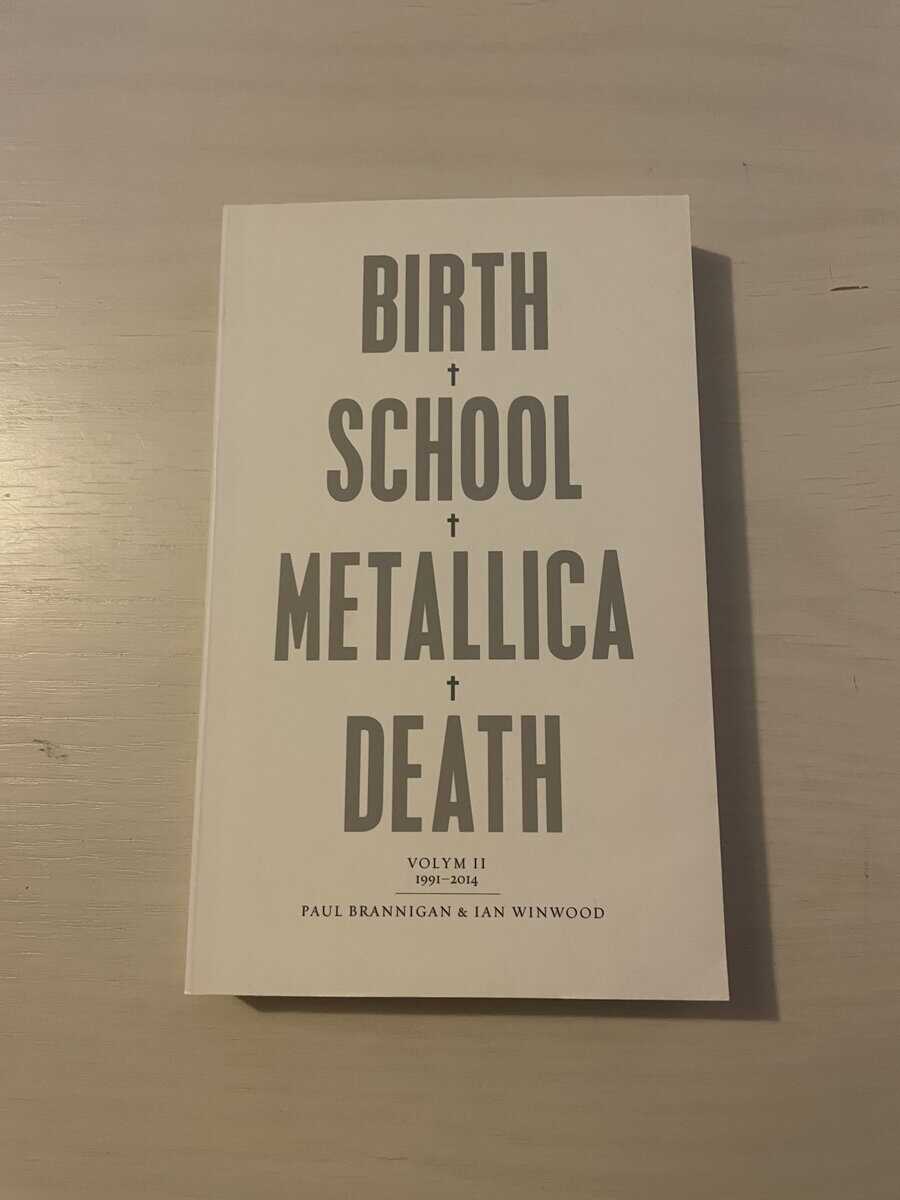 BIRTH
†
SCHOOL
†
METALLICA
†
DEATH
VOLYM II
1991–2014
PAUL BRANNIGAN & IAN WINWOOD